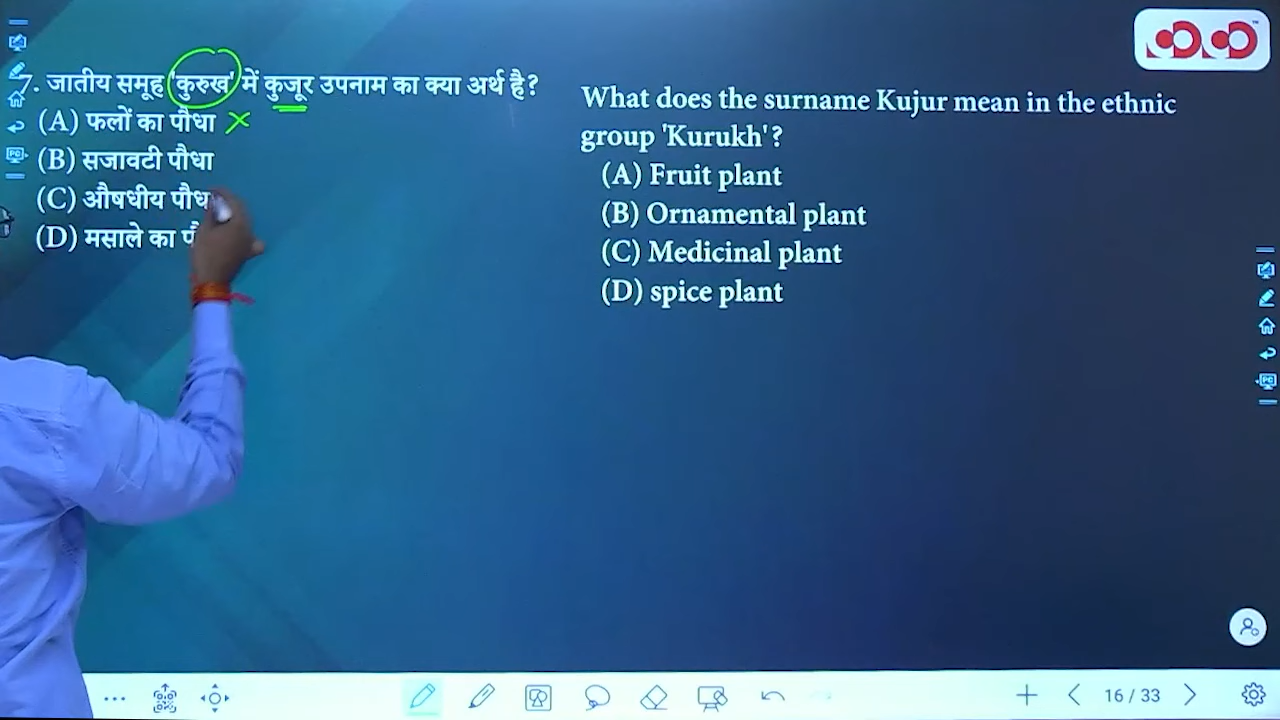 7. जातीय समूह 'कुरुख' में कुजूर उपनाम का क्या अर्थ है?
(A) फलों का पौधा
(B) सजावटी पौधा
(C) औषधीय
(D) मसाले का
What does the surname Kujur mean in the ethnic
group 'Kurukh'?
(A) Fruit plant
(B) Ornamental plant
(C) Medicinal plant
(D) spice plant
16 / 33